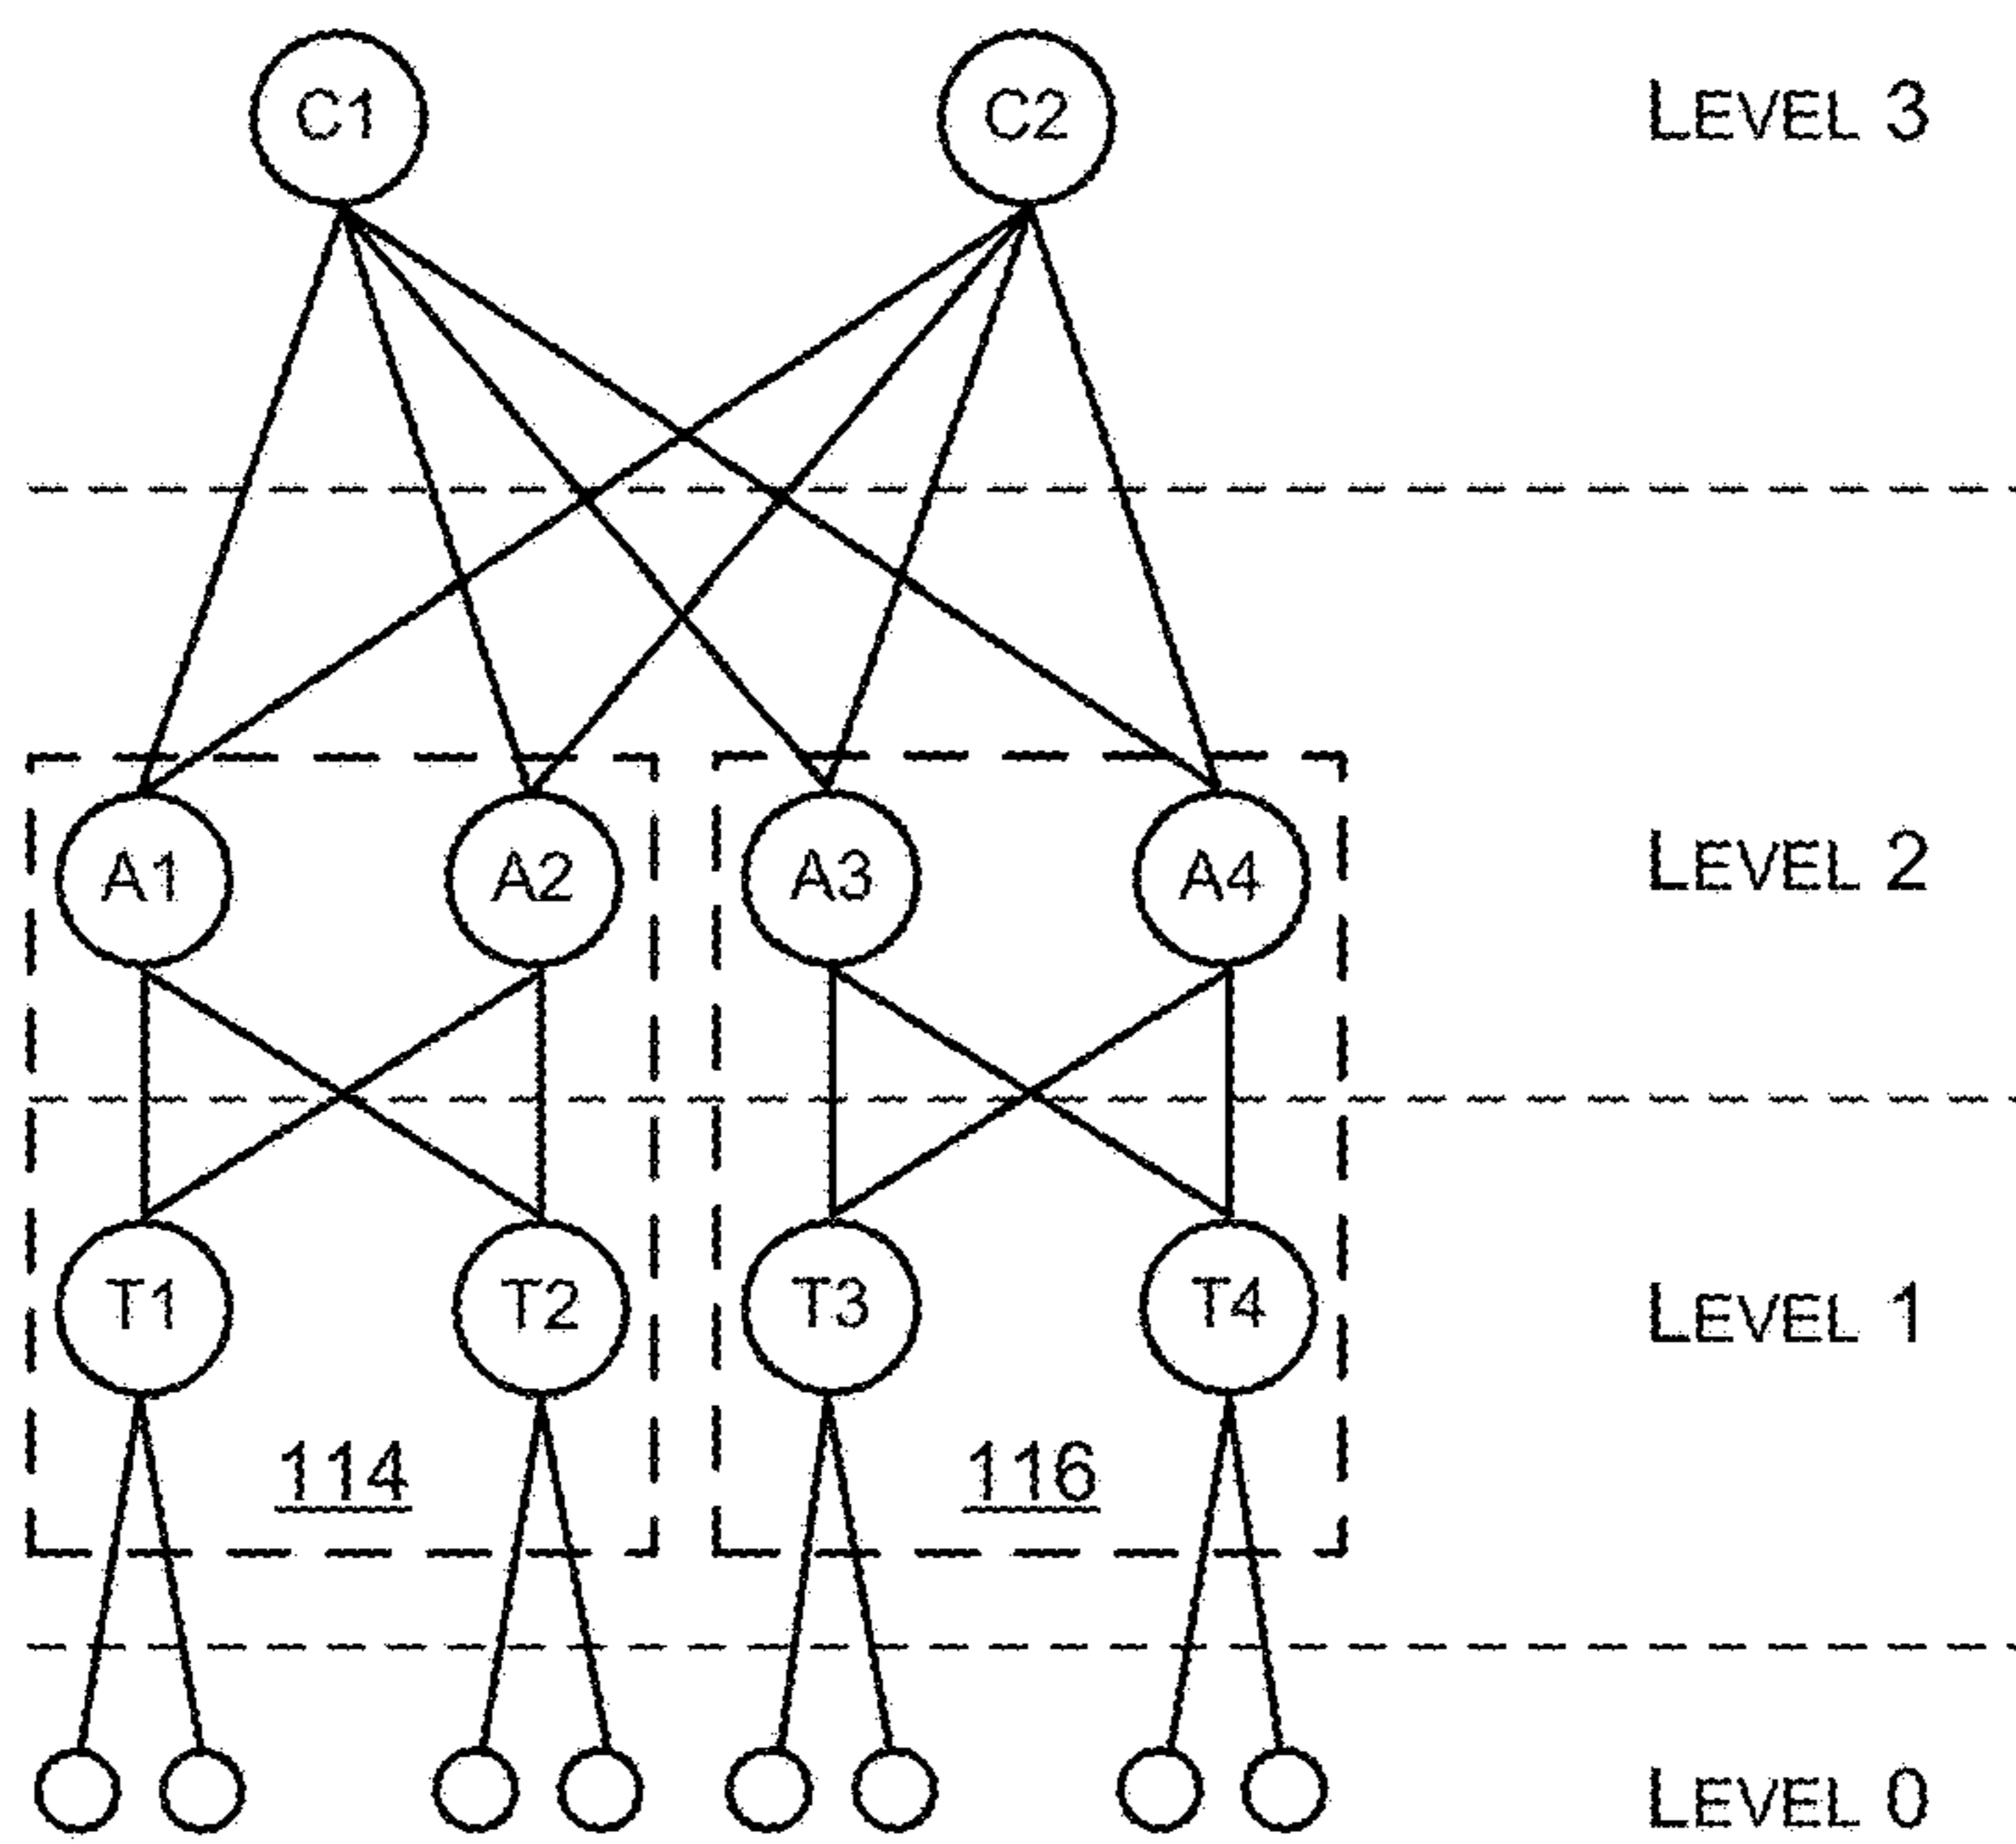 C1 C2 LEVEL 3
A1 A2 A3 A4 LEVEL 2
T1 T2 T3 T4 LEVEL 1
114 116
LEVEL 0